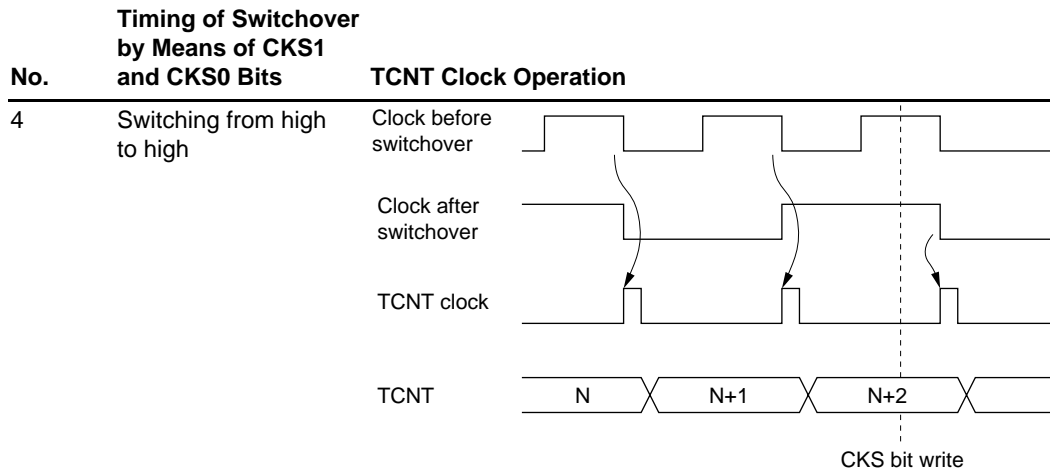 Timing of Switchover
by Means of CKS1
No. and CKS0 Bits TCNT Clock Operation
4 Switching from high
to high
Clock before
switchover
Clock after
switchover
TCNT clock
TCNT N N+1 N+2
CKS bit write